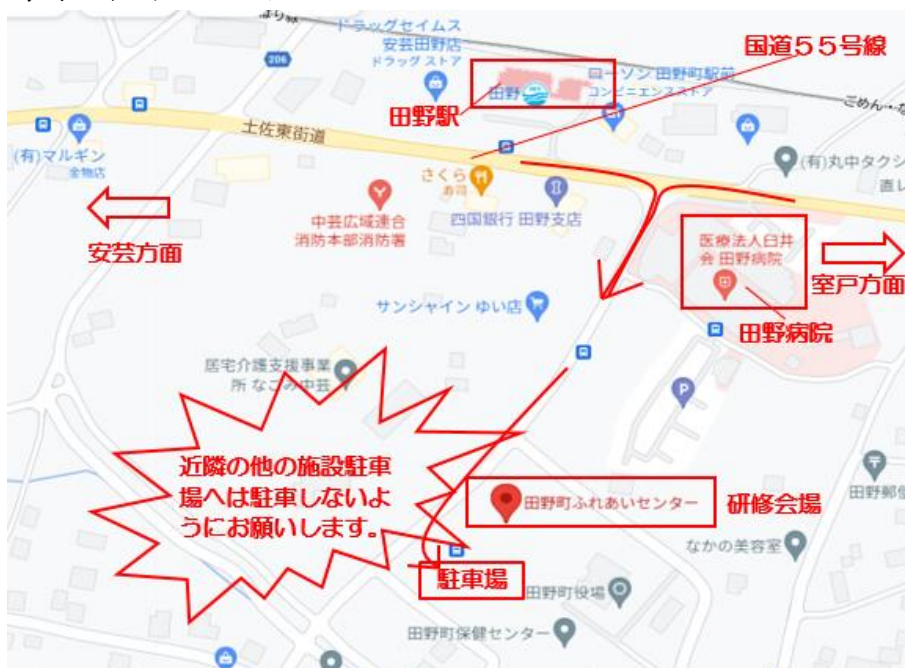 ドラッグセイムス
安芸田野店
ドラッグ ストア
国道５５号線
206
田野
ローソン 田野町駅前
コンビニエンスストア
田野駅
ごめん・な
土佐東街道
(有)マルギン
金物店
(有)丸中タクシ
直し
さくら
寿司
四国銀行 田野支店
中芸広域連合
消防本部消防署
安芸方面
医療法人臼井
会 田野病院
室戸方面
田野病院
サンシャイン ゆい店
居宅介護支援事業
所 なごみ中芸
P
近隣の他の施設駐車
場へは駐車しないよ
うにお願いします。
田野町ふれあいセンター
研修会場
田野郵便
なかの美容室
駐車場
田野町役場
田野町保健センター